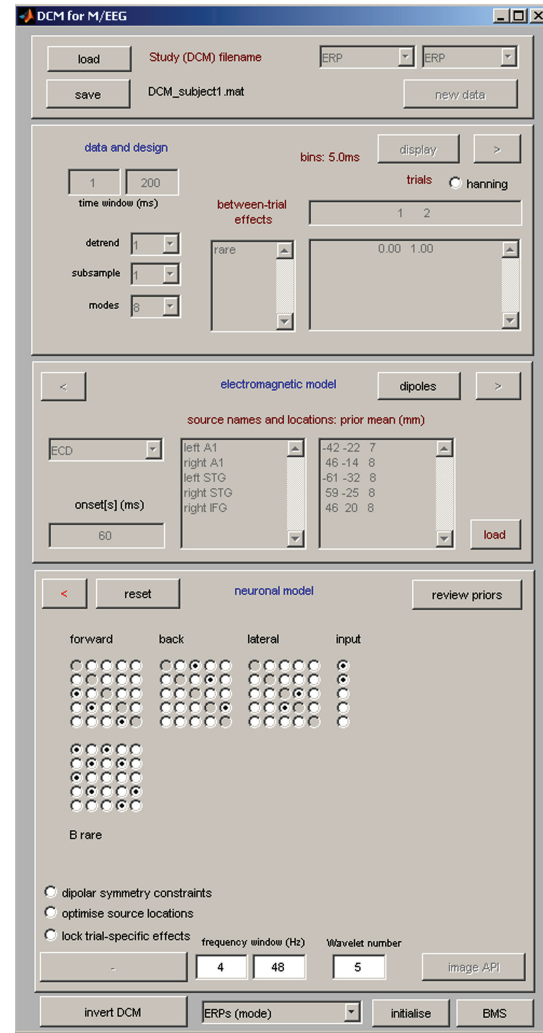 DCM for M/EEG
load Study (DCM) filename ERP ERP
save DCM_subject1.mat new data
data and design
bins: 5.0ms display >
1 200 trials hanning
time window (ms) between-trial effects 1 2
detrend 1 rare 0.00 1.00
subsample 1
modes 8
< electromagnetic model dipoles >
source names and locations: prior mean (mm)
ECD left A1 -42 -22 7
right A1 46 -14 8
left STG -61 -32 8
right STG 59 -25 8
onset[s] (ms) right IFG 46 20 8
60 load
< reset neuronal model review priors
forward back lateral input
B rare
dipolar symmetry constraints
optimise source locations
lock trial-specific effects frequency window (Hz) Wavelet number
- 4 48 5 image API
invert DCM ERPs (mode) initialise BMS